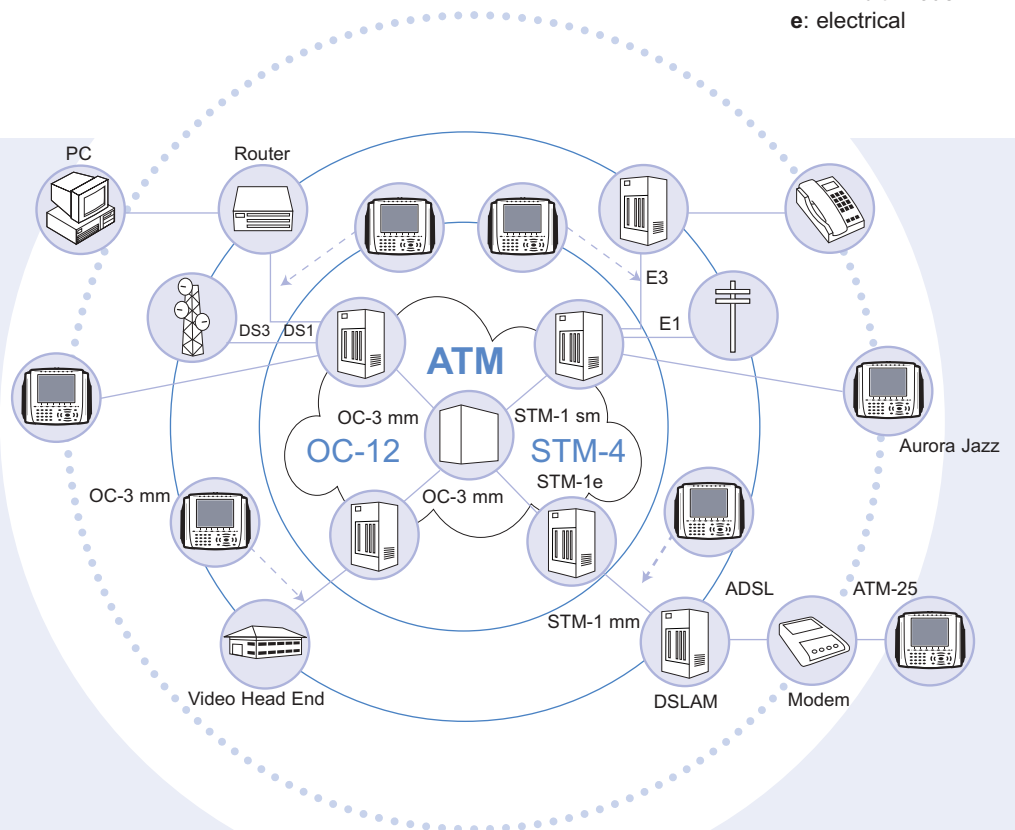 e: electrical
PC
Router
E3
DS3
DS1
E1
ATM
OC-3 mm
STM-1 sm
OC-12
STM-4
Aurora Jazz
STM-1e
OC-3 mm
OC-3 mm
ADSL
ATM-25
STM-1 mm
Video Head End
DSLAM
Modem